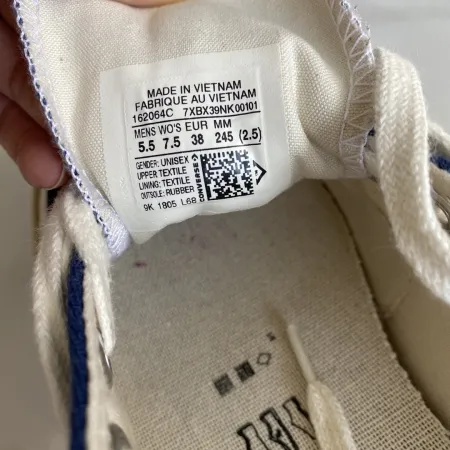 MADE IN VIETNAM
FABRIQUE AU VIETNAM
162064C 7XBX39NK00101
MENS WO'S EUR MM
5.5 7.5 38 245 (2.5)
GENDER: UNISEX
UPPER:TEXTILE
LINING: TEXTILE
OUTSOLE: RUBBER
CONVERSE
9K 1805 L68